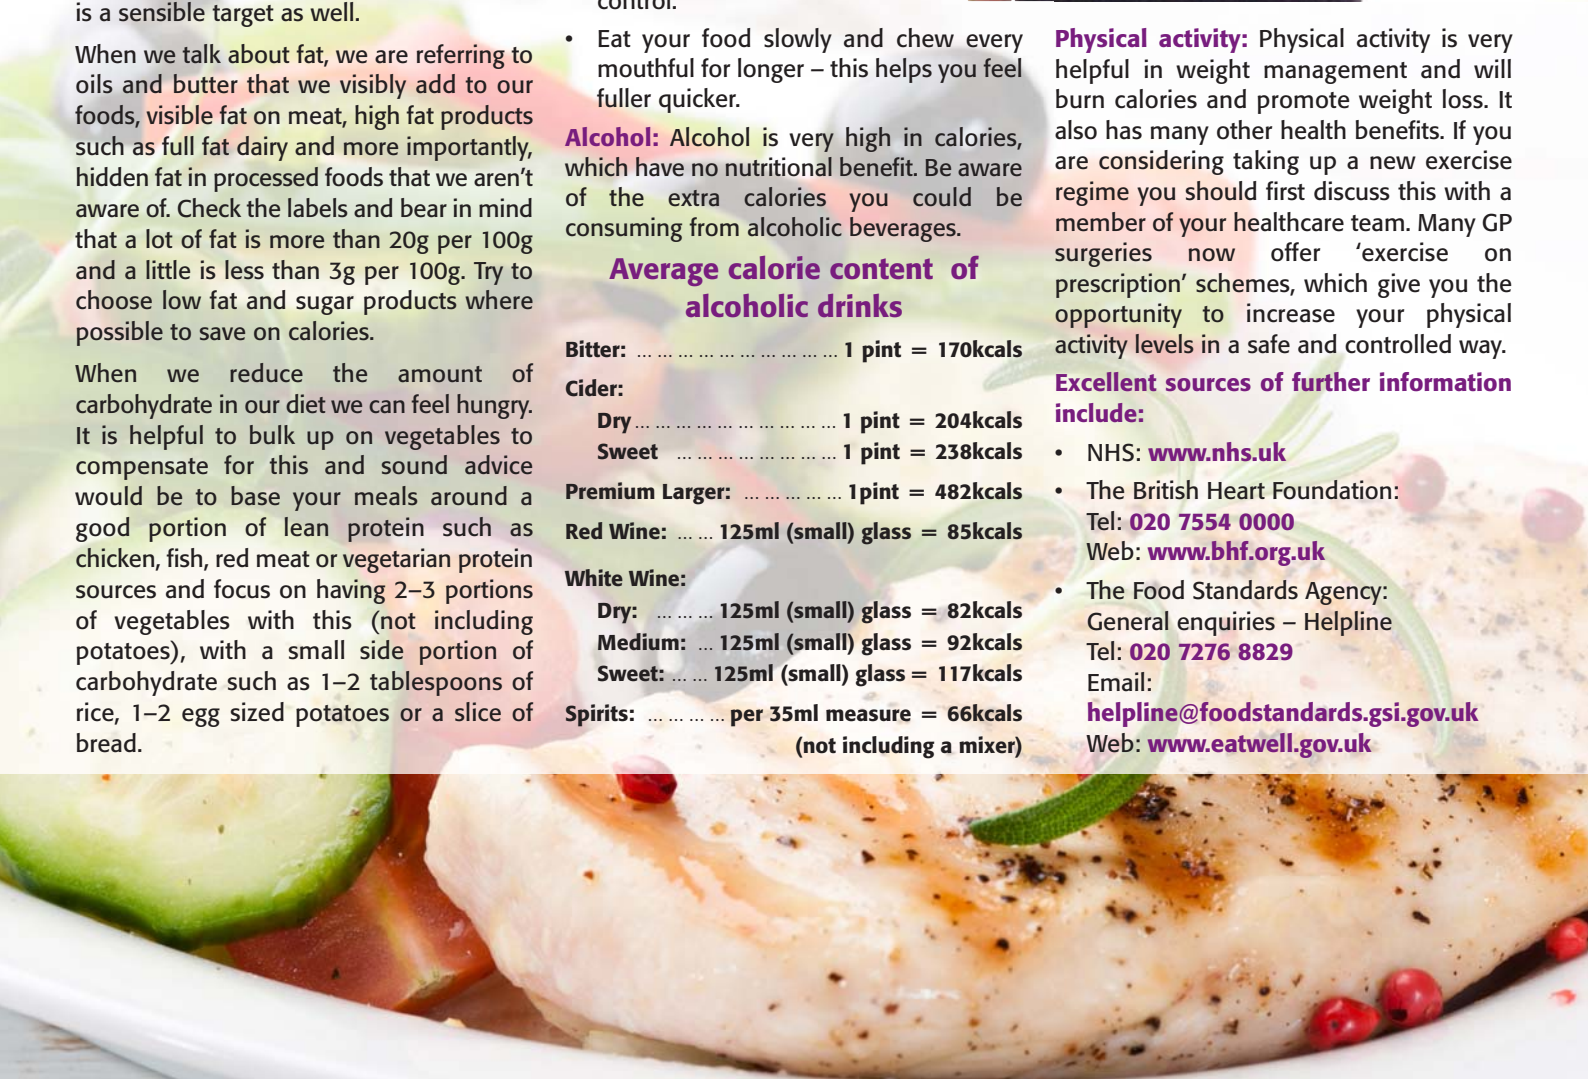 is a sensible target as well.
When we talk about fat, we are referring to
oils and butter that we visibly add to our
foods, visible fat on meat, high fat products
such as full fat dairy and more importantly,
hidden fat in processed foods that we aren't
aware of. Check the labels and bear in mind
that a lot of fat is more than 20g per 100g
and a little is less than 3g per 100g. Try to
choose low fat and sugar products where
possible to save on calories.
When we reduce the amount of
carbohydrate in our diet we can feel hungry.
It is helpful to bulk up on vegetables to
compensate for this and sound advice
would be to base your meals around a
good portion of lean protein such as
chicken, fish, red meat or vegetarian protein
sources and focus on having 2–3 portions
of vegetables with this (not including
potatoes), with a small side portion of
carbohydrate such as 1–2 tablespoons of
rice, 1–2 egg sized potatoes or a slice of
bread.
control.
• Eat your food slowly and chew every
mouthful for longer – this helps you feel
fuller quicker.
Alcohol: Alcohol is very high in calories,
which have no nutritional benefit. Be aware
of the extra calories you could be
consuming from alcoholic beverages.
Average calorie content of
alcoholic drinks
Bitter: ... ... ... ... ... ... ... ... ... ... 1 pint = 170kcals
Cider:
Dry ... ... ... ... ... ... ... ... ... ... 1 pint = 204kcals
Sweet ... ... ... ... ... ... ... ... 1 pint = 238kcals
Premium Larger: ... ... ... ... ... 1pint = 482kcals
Red Wine: ... ... 125ml (small) glass = 85kcals
White Wine:
Dry: ... ... ... 125ml (small) glass = 82kcals
Medium: ... 125ml (small) glass = 92kcals
Sweet: ... ... 125ml (small) glass = 117kcals
Spirits: ... ... ... ... per 35ml measure = 66kcals
(not including a mixer)
Physical activity: Physical activity is very
helpful in weight management and will
burn calories and promote weight loss. It
also has many other health benefits. If you
are considering taking up a new exercise
regime you should first discuss this with a
member of your healthcare team. Many GP
surgeries now offer ‘exercise on
prescription’ schemes, which give you the
opportunity to increase your physical
activity levels in a safe and controlled way.
Excellent sources of further information
include:
• NHS: www.nhs.uk
• The British Heart Foundation:
Tel: 020 7554 0000
Web: www.bhf.org.uk
• The Food Standards Agency:
General enquiries – Helpline
Tel: 020 7276 8829
Email:
helpline@foodstandards.gsi.gov.uk
Web: www.eatwell.gov.uk